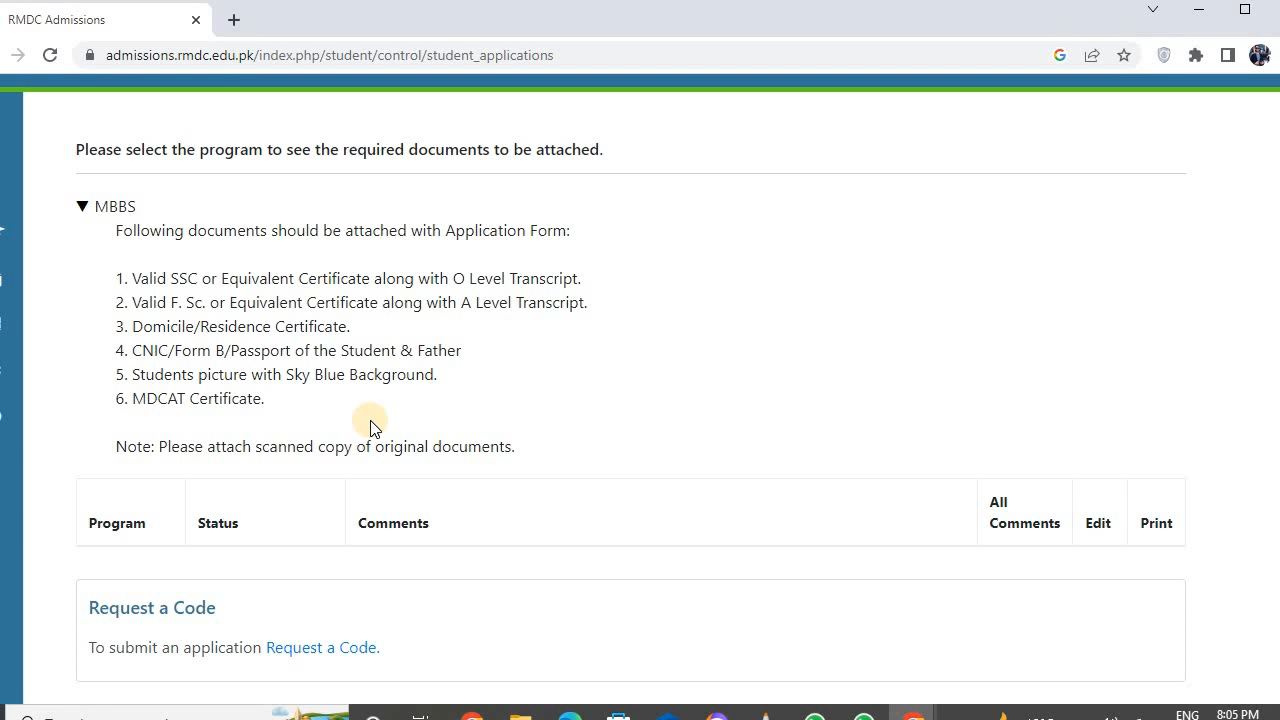 RMDC Admissions
admissions.rmdc.edu.pk/index.php/student/control/student_applications
Please select the program to see the required documents to be attached.
MBBS
Following documents should be attached with Application Form:
1. Valid SSC or Equivalent Certificate along with O Level Transcript.
2. Valid F. Sc. or Equivalent Certificate along with A Level Transcript.
3. Domicile/Residence Certificate.
4. CNIC/Form B/Passport of the Student & Father
5. Students picture with Sky Blue Background.
6. MDCAT Certificate.
Note: Please attach scanned copy of original documents.
Program Status Comments All Comments Edit Print
Request a Code
To submit an application Request a Code.
ENG 8:05 PM